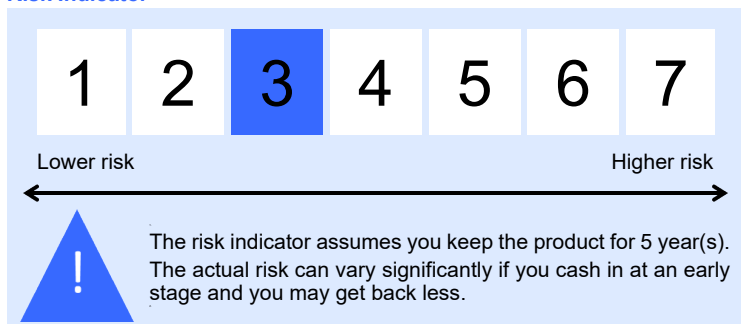 Risk Indicator
1 2 3 4 5 6 7
Lower risk Higher risk
!
The risk indicator assumes you keep the product for 5 year(s).
The actual risk can vary significantly if you cash in at an early
stage and you may get back less.